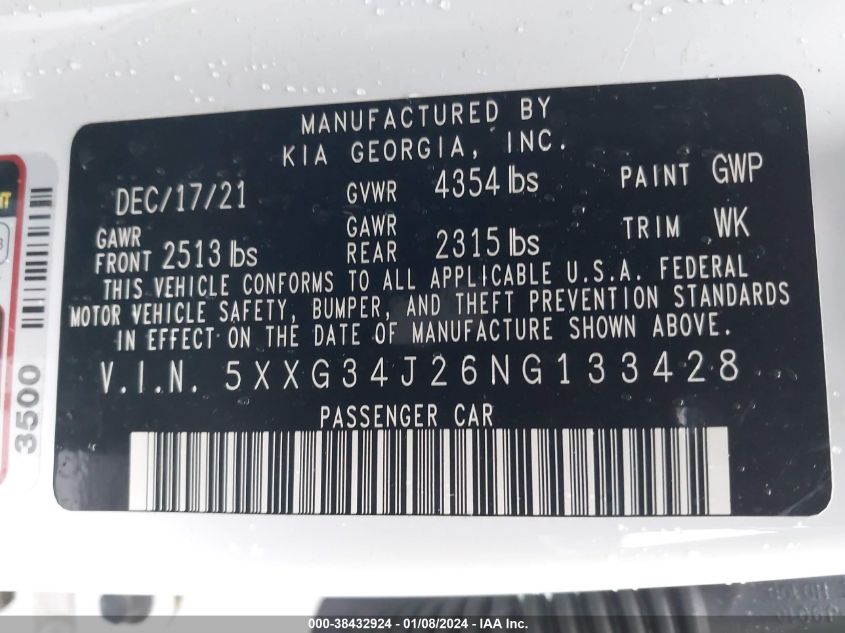 MANUFACTURED BY
KIA GEORGIA, INC.
DEC/17/21 GVWR 4354 lbs PAINT GWP
GAWR FRONT 2513 lbs GAWR REAR 2315 lbs TRIM WK
THIS VEHICLE CONFORMS TO ALL APPLICABLE U.S.A. FEDERAL
MOTOR VEHICLE SAFETY, BUMPER, AND THEFT PREVENTION STANDARDS
IN EFFECT ON THE DATE OF MANUFACTURE SHOWN ABOVE.
V.I.N. 5XXG34J26NG133428
PASSENGER CAR
3500
000-38432924 - 01/08/2024 - IAA Inc.